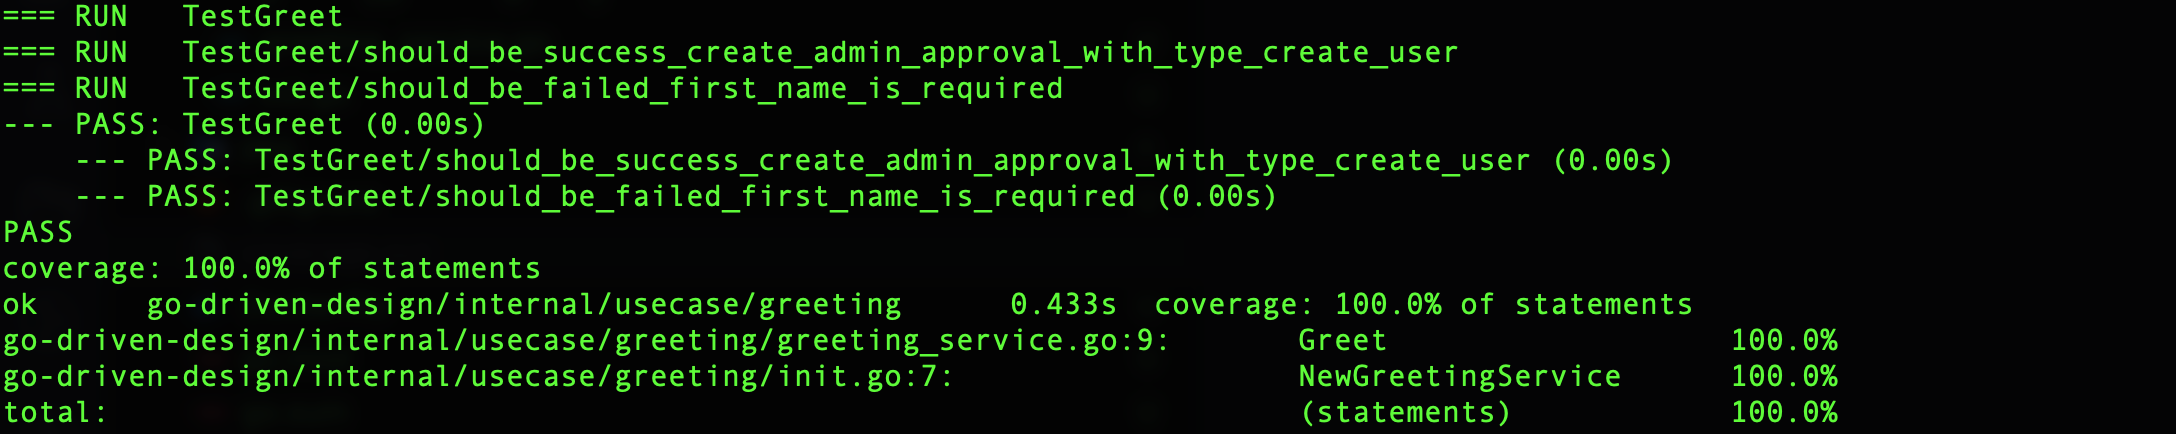 === RUN   TestGreet
=== RUN   TestGreet/should_be_success_create_admin_approval_with_type_create_user
=== RUN   TestGreet/should_be_failed_first_name_is_required
--- PASS: TestGreet (0.00s)
    --- PASS: TestGreet/should_be_success_create_admin_approval_with_type_create_user (0.00s)
    --- PASS: TestGreet/should_be_failed_first_name_is_required (0.00s)
PASS
coverage: 100.0% of statements
ok      go-driven-design/internal/usecase/greeting      0.433s  coverage: 100.0% of statements
go-driven-design/internal/usecase/greeting/greeting_service.go:9:       Greet                   100.0%
go-driven-design/internal/usecase/greeting/init.go:7:                   NewGreetingService      100.0%
total:                                                                  (statements)            100.0%